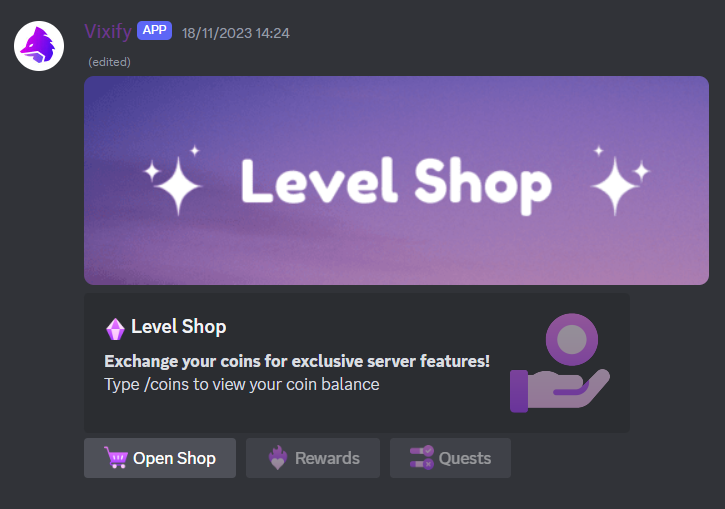 Vixify APP 18/11/2023 14:24
(edited)
Level Shop
Level Shop
Exchange your coins for exclusive server features!
Type /coins to view your coin balance
Open Shop Rewards Quests